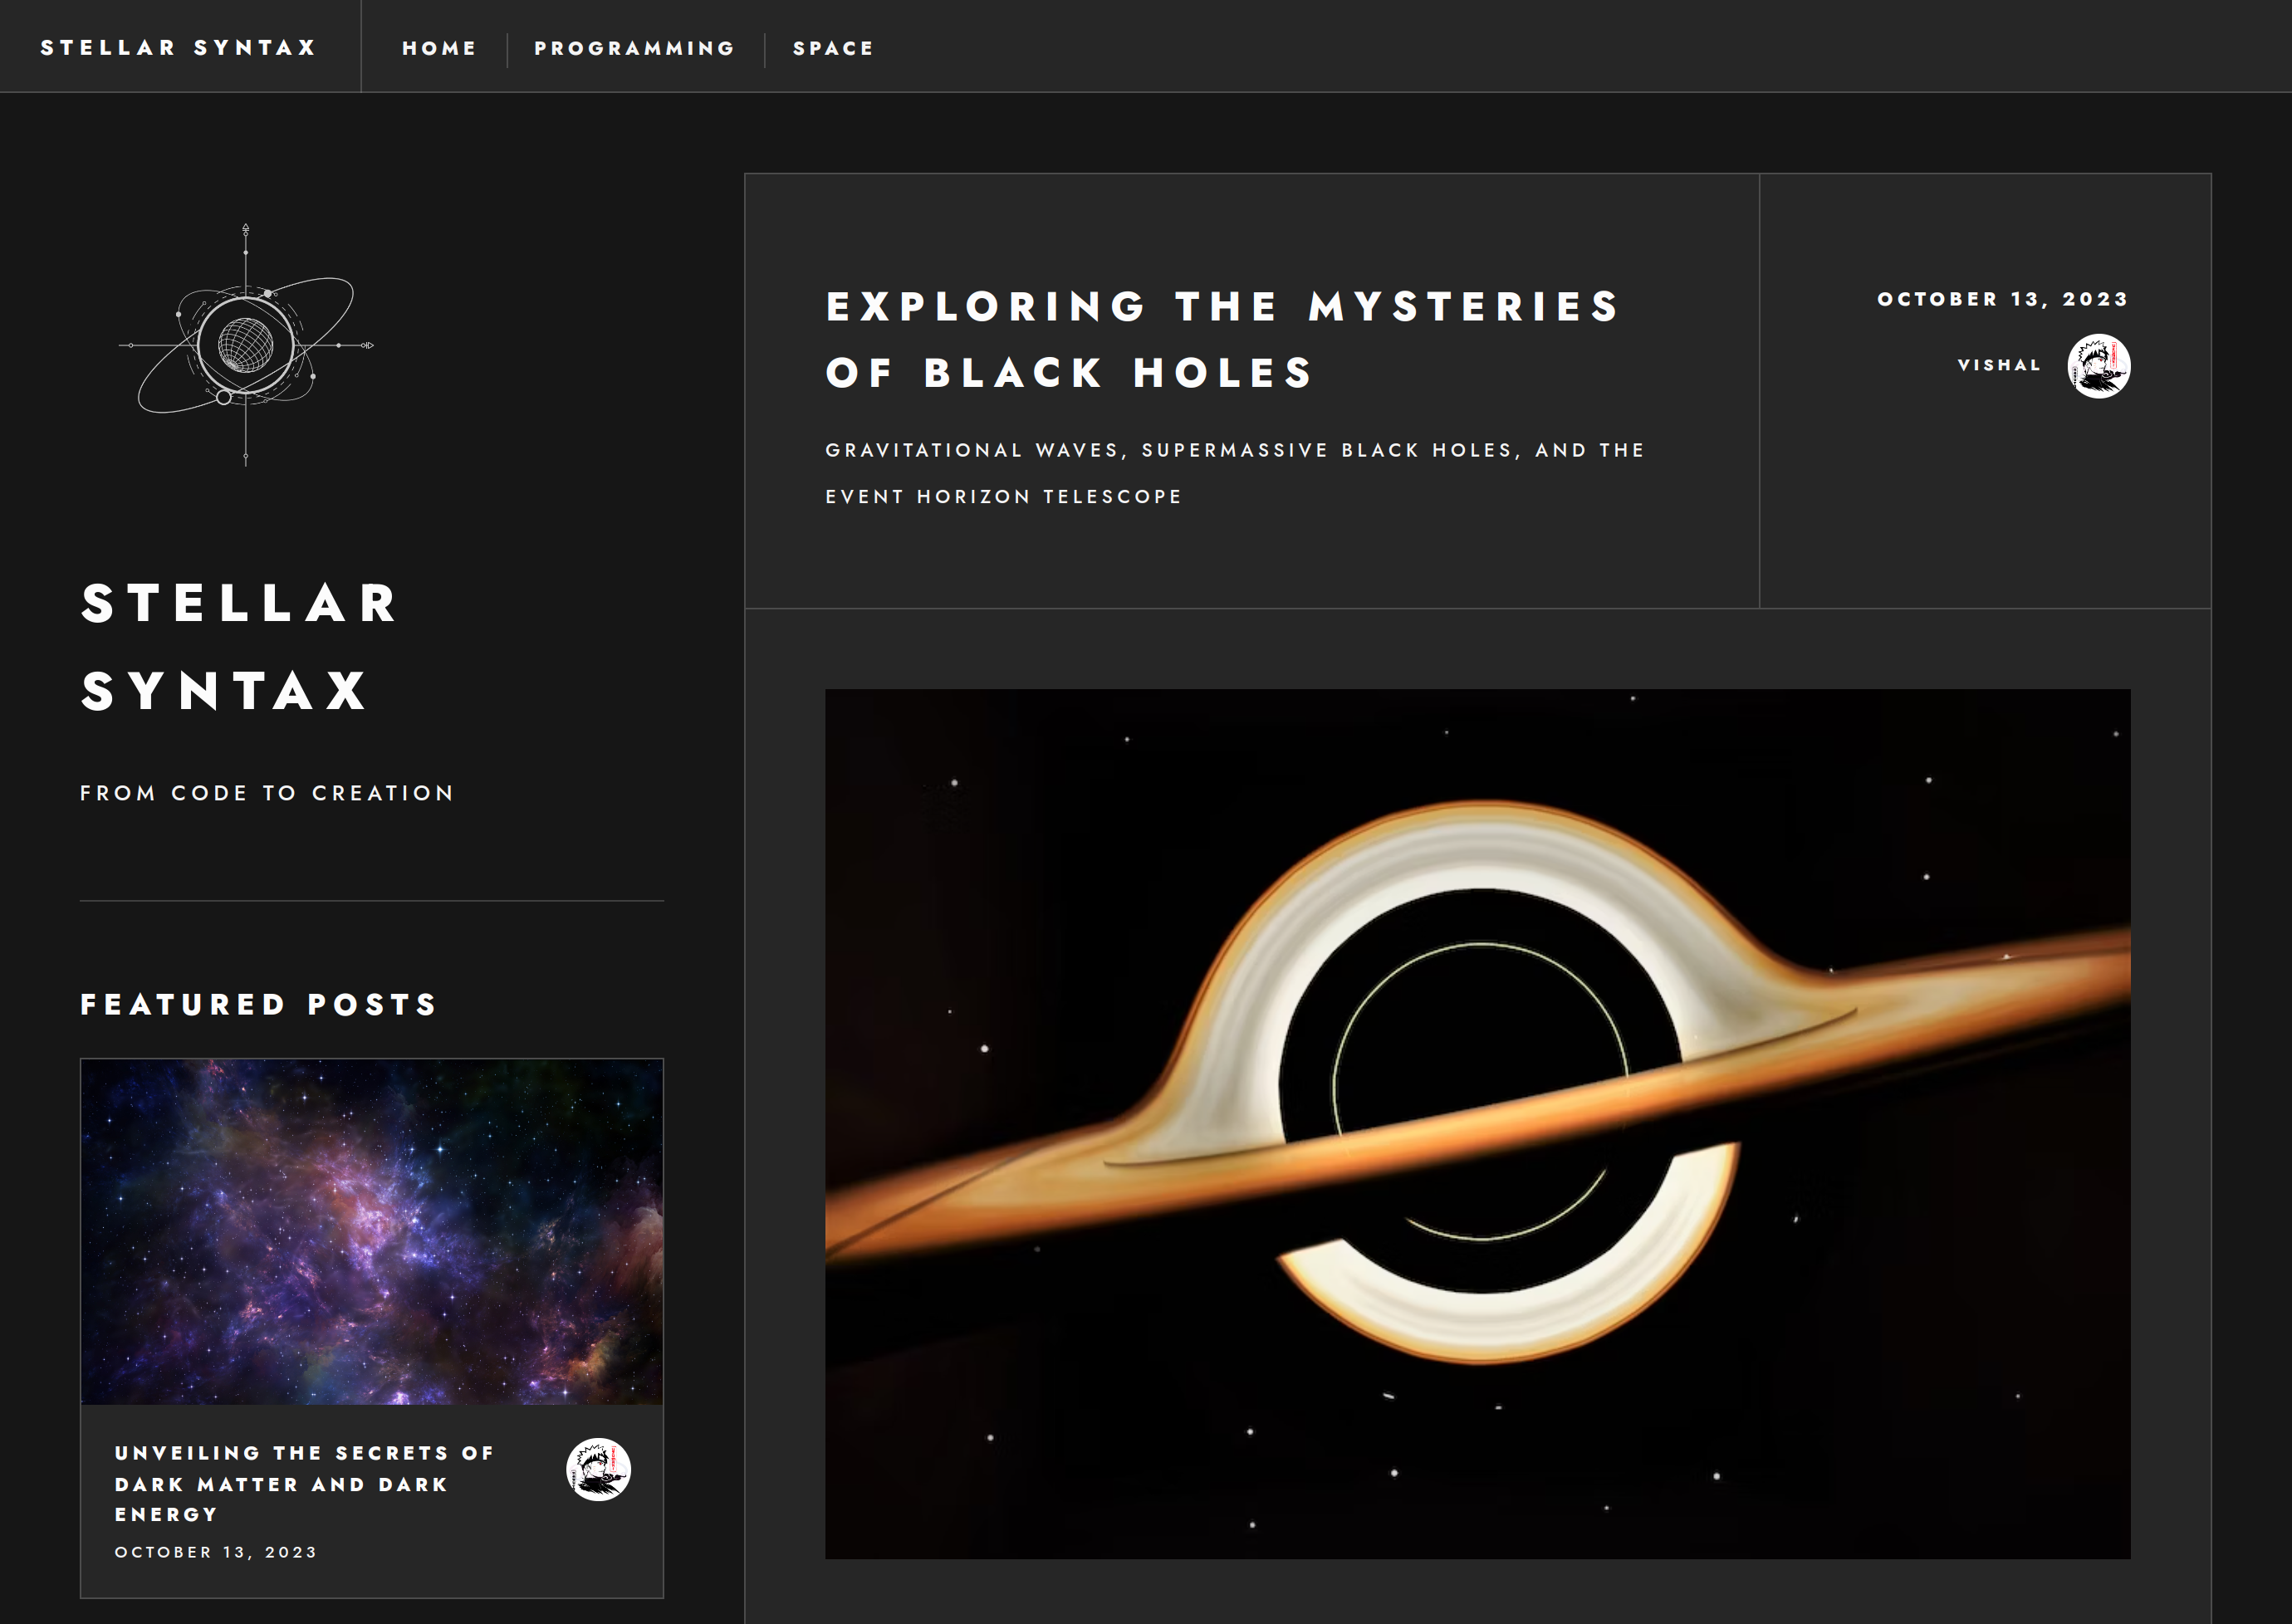 STELLAR SYNTAX
HOME
PROGRAMMING
SPACE
STELLAR
SYNTAX
FROM CODE TO CREATION
FEATURED POSTS
UNVEILING THE SECRETS OF
DARK MATTER AND DARK
ENERGY
OCTOBER 13, 2023
EXPLORING THE MYSTERIES
OF BLACK HOLES
GRAVITATIONAL WAVES, SUPERMASSIVE BLACK HOLES, AND THE
EVENT HORIZON TELESCOPE
OCTOBER 13, 2023
VISHAL